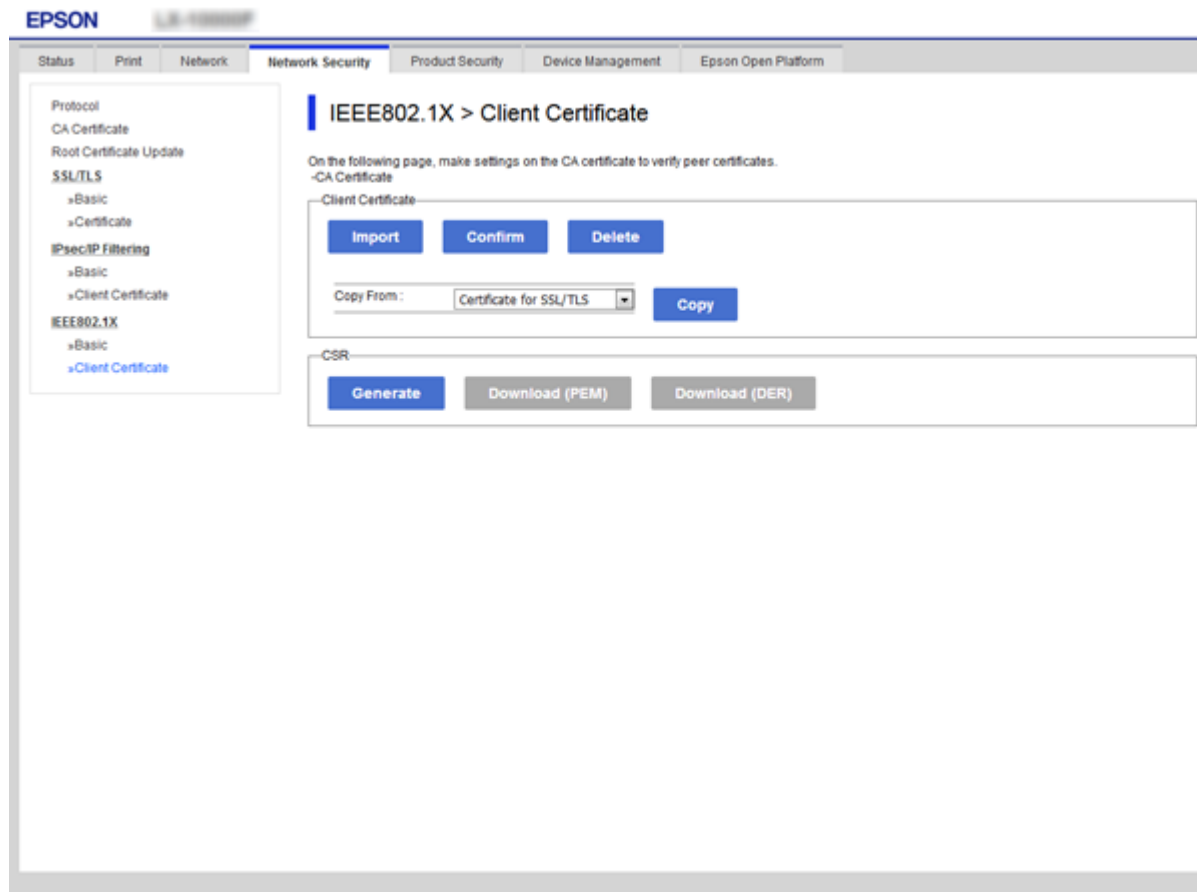 EPSON
Status Print Network Network Security Product Security Device Management Epson Open Platform
Protocol
CA Certificate
Root Certificate Update
SSL/TLS
»Basic
»Certificate
IPsec/IP Filtering
»Basic
»Client Certificate
IEEE802.1X
»Basic
»Client Certificate
IEEE802.1X > Client Certificate
On the following page, make settings on the CA certificate to verify peer certificates.
-CA Certificate
Client Certificate
Import Confirm Delete
Copy From : Certificate for SSL/TLS Copy
CSR
Generate Download (PEM) Download (DER)